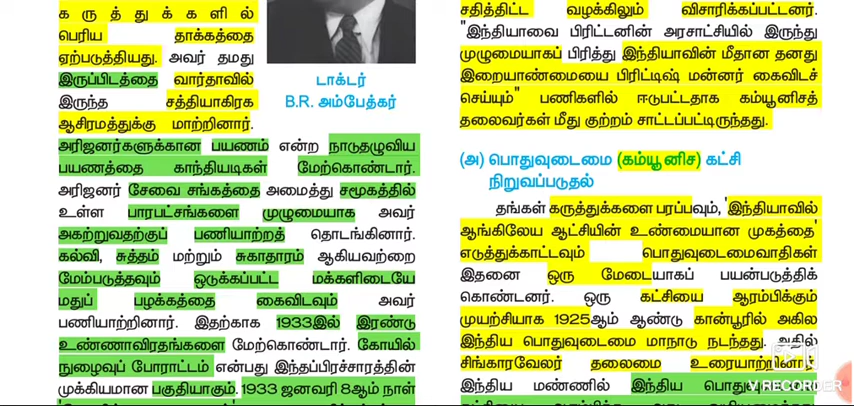 க ரு த் து க் க ளி ல்
பெரிய தாக்கத்தை
ஏற்படுத்தியது. அவர் தமது
இருப்பிடத்தை வார்தாவில்
இருந்த சத்தியாகிரக
ஆசிரமத்துக்கு மாற்றினார்.
அரிஜனர்களுக்கான பயணம் என்ற நாடுதழுவிய
பயணத்தை காந்தியடிகள் மேற்கொண்டார்.
அரிஜனர் சேவை சங்கத்தை அமைத்து சமூகத்தில்
உள்ள பாரபட்சங்களை முழுமையாக அவர்
அகற்றுவதற்குப் பணியாற்றத் தொடங்கினார்.
கல்வி, சுத்தம் மற்றும் சுகாதாரம் ஆகியவற்றை
மேம்படுத்தவும் ஒடுக்கப்பட்ட மக்களிடையே
மதுப் பழக்கத்தை கைவிடவும் அவர்
பணியாற்றினார். இதற்காக 1933இல் இரண்டு
உண்ணாவிரதங்களை மேற்கொண்டார். கோயில்
நுழைவுப் போராட்டம் என்பது இந்தப்பிரச்சாரத்தின்
முக்கியமான பகுதியாகும். 1933 ஜனவரி 8ஆம் நாள்
டாக்டர்
B.R. அம்பேத்கர்
சதித்திட்ட வழக்கிலும் விசாரிக்கப்பட்டனர்.
"இந்தியாவை பிரிட்டனின் அரசாட்சியில் இருந்து
முழுமையாகப் பிரித்து இந்தியாவின் மீதான தனது
இறையாண்மையை பிரிட்டிஷ் மன்னர் கைவிடச்
செய்யும்" பணிகளில் ஈடுபட்டதாக கம்யூனிசத்
தலைவர்கள் மீது குற்றம் சாட்டப்பட்டிருந்தது.
(அ) பொதுவுடைமை (கம்யூனிச) கட்சி
நிறுவப்படுதல்
தங்கள் கருத்துக்களை பரப்பவும், 'இந்தியாவில்
ஆங்கிலேய ஆட்சியின் உண்மையான முகத்தை'
எடுத்துக்காட்டவும் பொதுவுடைமைவாதிகள்
இதனை ஒரு மேடையாகப் பயன்படுத்திக்
கொண்டனர். ஒரு கட்சியை ஆரம்பிக்கும்
முயற்சியாக 1925ஆம் ஆண்டு கான்பூரில் அகில
இந்திய பொதுவுடைமை மாநாடு நடந்தது. அதில்
சிங்காரவேலர் தலைமை உரையாற்றினார்.
இந்திய மண்ணில் இந்திய
V RECORDER